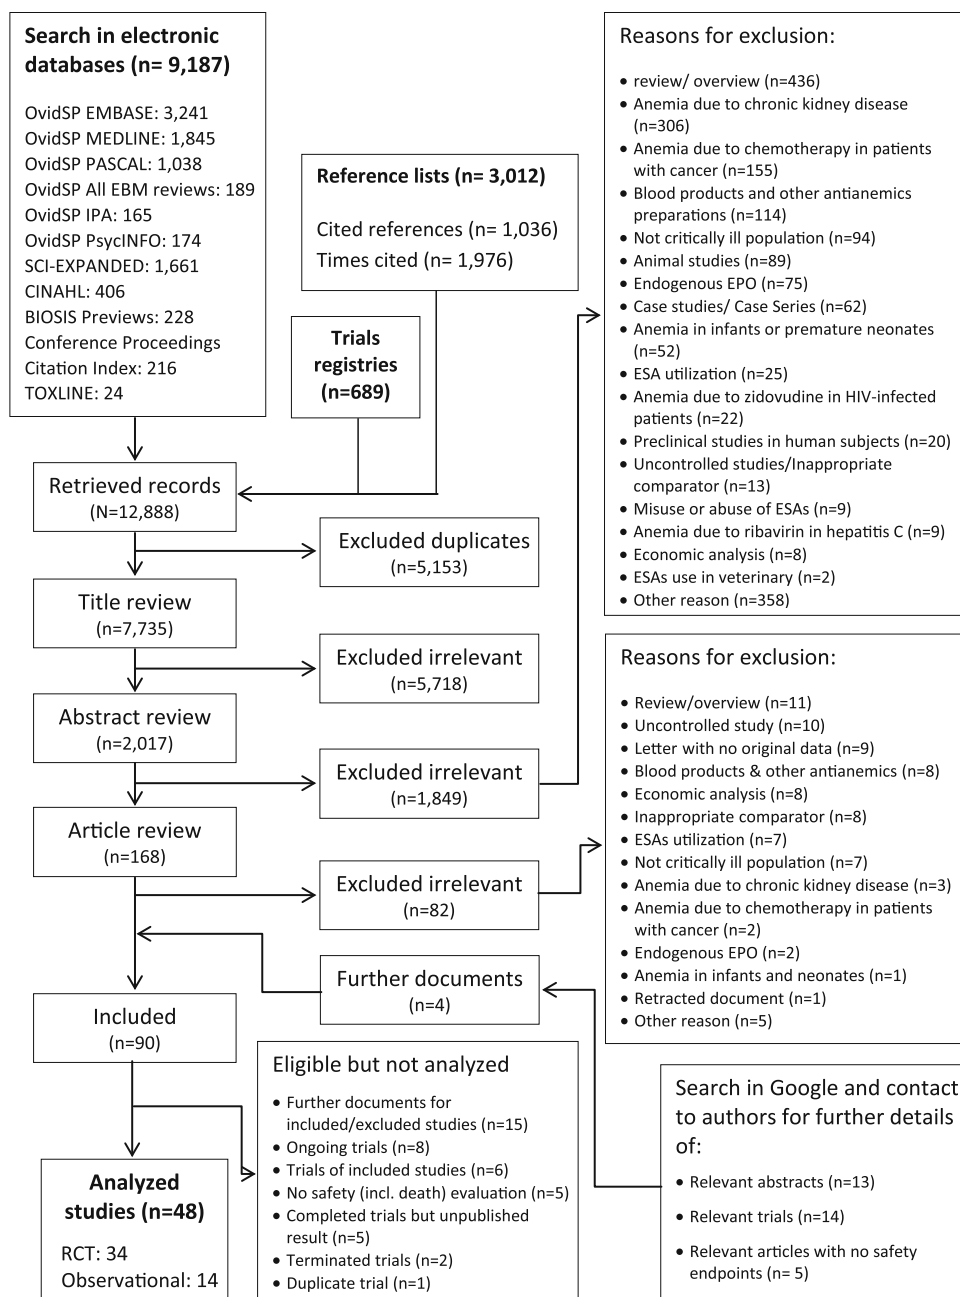 Search in electronic
databases (n= 9,187)
OvidSP EMBASE: 3,241
OvidSP MEDLINE: 1,845
OvidSP PASCAL: 1,038
OvidSP All EBM reviews: 189
OvidSP IPA: 165
OvidSP PsycINFO: 174
SCI-EXPANDED: 1,661
CINAHL: 406
BIOSIS Previews: 228
Conference Proceedings
Citation Index: 216
TOXLINE: 24
Reference lists (n= 3,012)
Cited references (n= 1,036)
Times cited (n= 1,976)
Trials
registries
(n=689)
Retrieved records
(N=12,888)
Excluded duplicates
(n=5,153)
Title review
(n=7,735)
Excluded irrelevant
(n=5,718)
Abstract review
(n=2,017)
Excluded irrelevant
(n=1,849)
Article review
(n=168)
Excluded irrelevant
(n=82)
Further documents
(n=4)
Included
(n=90)
Analyzed
studies (n=48)
RCT: 34
Observational: 14
Eligible but not analyzed
• Further documents for
included/excluded studies (n=15)
• Ongoing trials (n=8)
• Trials of included studies (n=6)
• No safety (incl. death) evaluation (n=5)
• Completed trials but unpublished
result (n=5)
• Terminated trials (n=2)
• Duplicate trial (n=1)
Reasons for exclusion:
• review/ overview (n=436)
• Anemia due to chronic kidney disease
(n=306)
• Anemia due to chemotherapy in patients
with cancer (n=155)
• Blood products and other antianemics
preparations (n=114)
• Not critically ill population (n=94)
• Animal studies (n=89)
• Endogenous EPO (n=75)
• Case studies/ Case Series (n=62)
• Anemia in infants or premature neonates
(n=52)
• ESA utilization (n=25)
• Anemia due to zidovudine in HIV-infected
patients (n=22)
• Preclinical studies in human subjects (n=20)
• Uncontrolled studies/Inappropriate
comparator (n=13)
• Misuse or abuse of ESAs (n=9)
• Anemia due to ribavirin in hepatitis C (n=9)
• Economic analysis (n=8)
• ESAs use in veterinary (n=2)
• Other reason (n=358)
Reasons for exclusion:
• Review/overview (n=11)
• Uncontrolled study (n=10)
• Letter with no original data (n=9)
• Blood products & other antianemics (n=8)
• Economic analysis (n=8)
• Inappropriate comparator (n=8)
• ESAs utilization (n=7)
• Not critically ill population (n=7)
• Anemia due to chronic kidney disease (n=3)
• Anemia due to chemotherapy in patients
with cancer (n=2)
• Endogenous EPO (n=2)
• Anemia in infants and neonates (n=1)
• Retracted document (n=1)
• Other reason (n=5)
Search in Google and contact
to authors for further details
of:
• Relevant abstracts (n=13)
• Relevant trials (n=14)
• Relevant articles with no safety
endpoints (n= 5)